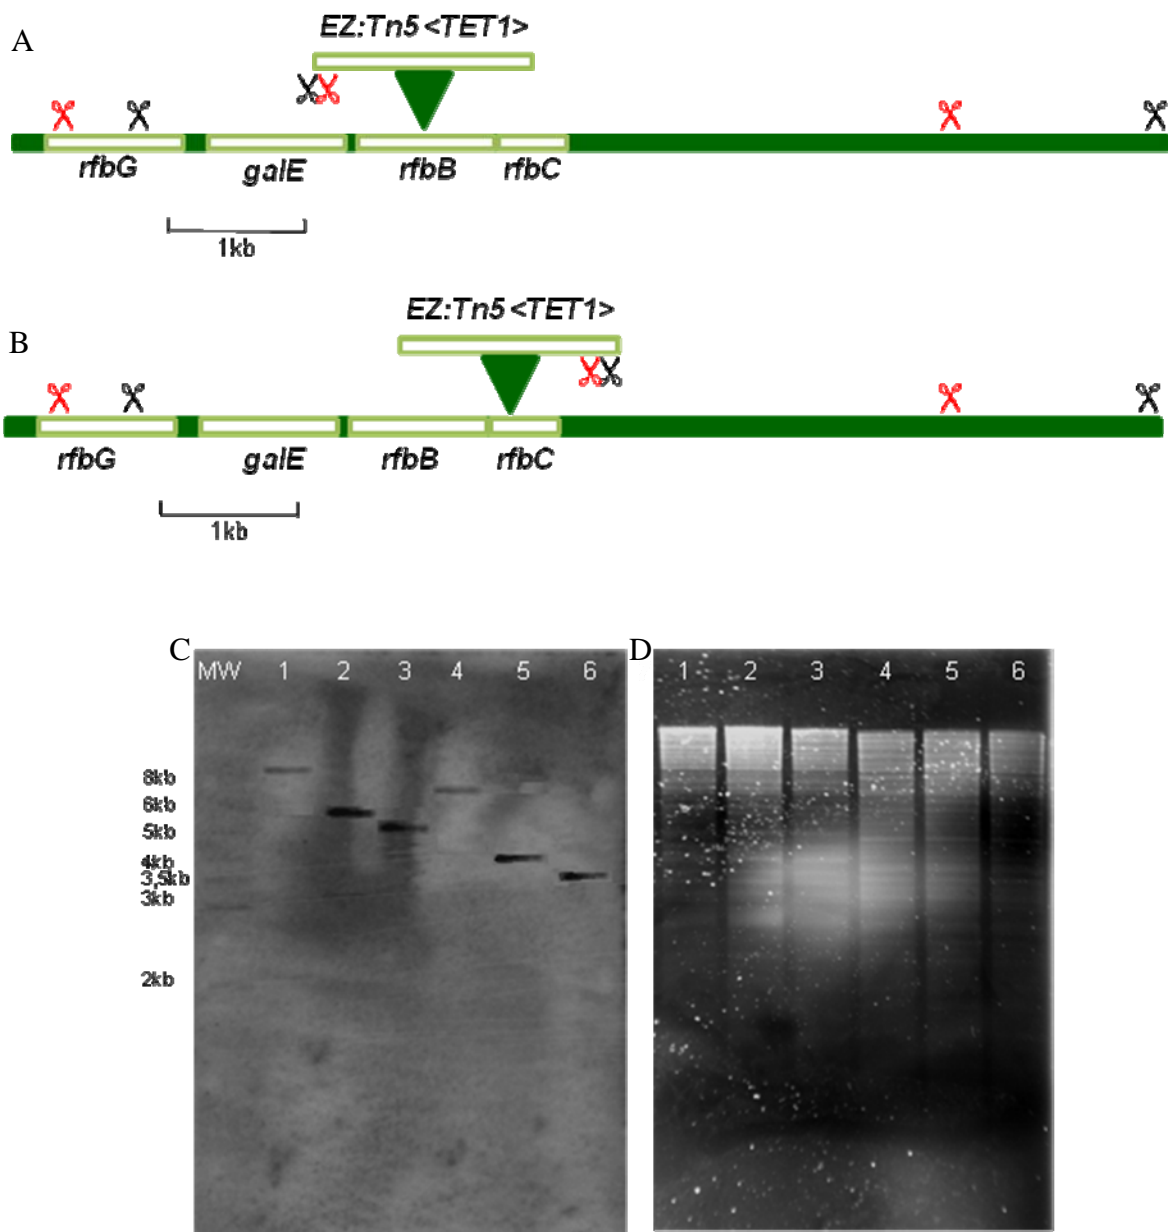 A
EZ:Tn5 <TET1>
rfbG
galE
rfbB
rfbC
1kb
B
EZ:Tn5 <TET1>
rfbG
galE
rfbB
rfbC
1kb
C
MW 1 2 3 4 5 6
8kb
6kb
5kb
4kb
3,5kb
3kb
2kb
D
1 2 3 4 5 6